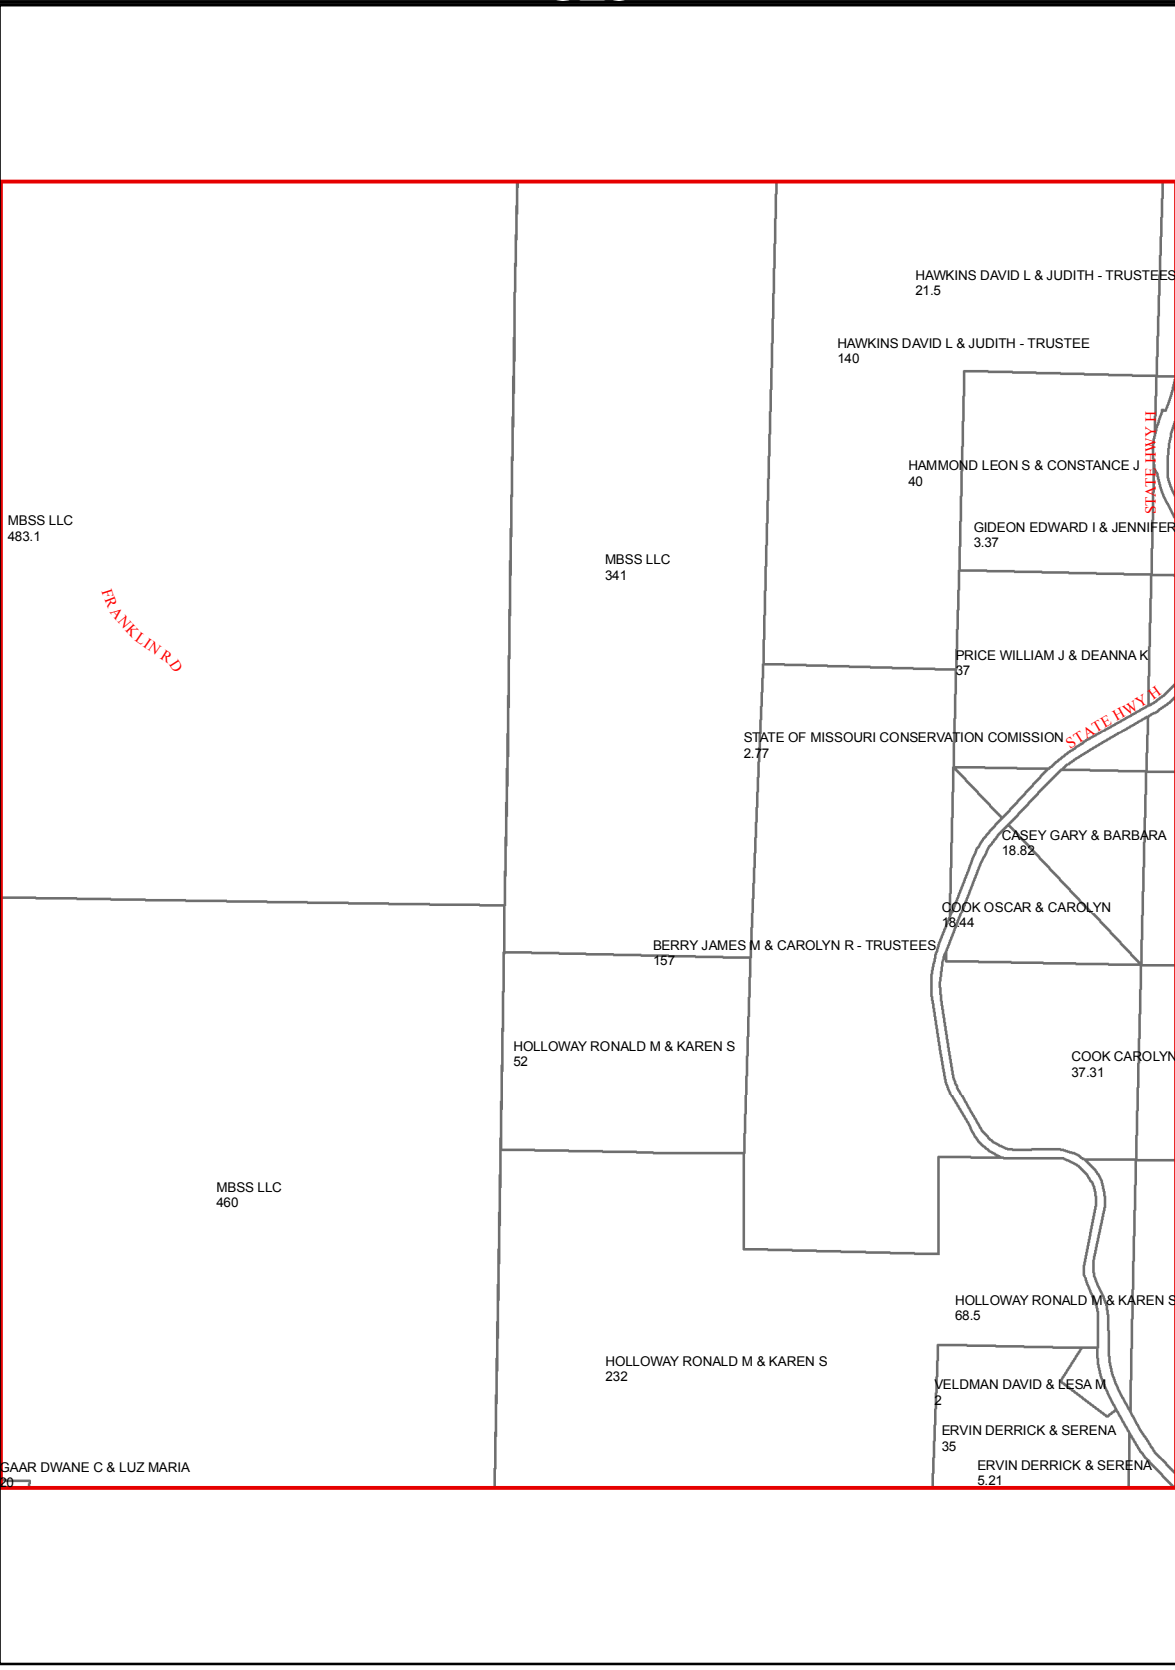 HAWKINS DAVID L & JUDITH - TRUSTEES
21.5
HAWKINS DAVID L & JUDITH - TRUSTEE
140
STATE HWY H
HAMMOND LEON S & CONSTANCE J
40
MBSS LLC
483.1
GIDEON EDWARD I & JENNIFER
3.37
MBSS LLC
341
FRANKLIN RD
PRICE WILLIAM J & DEANNA K
37
STATE HWY H
STATE OF MISSOURI CONSERVATION COMISSION
2.77
CASEY GARY & BARBARA
18.82
COOK OSCAR & CAROLYN
18.44
BERRY JAMES M & CAROLYN R - TRUSTEES
157
HOLLOWAY RONALD M & KAREN S
52
COOK CAROLYN
37.31
MBSS LLC
460
HOLLOWAY RONALD M & KAREN S
68.5
HOLLOWAY RONALD M & KAREN S
232
VELDMAN DAVID & LESA M
2
ERVIN DERRICK & SERENA
35
GAAR DWANE C & LUZ MARIA
20
ERVIN DERRICK & SERENA
5.21